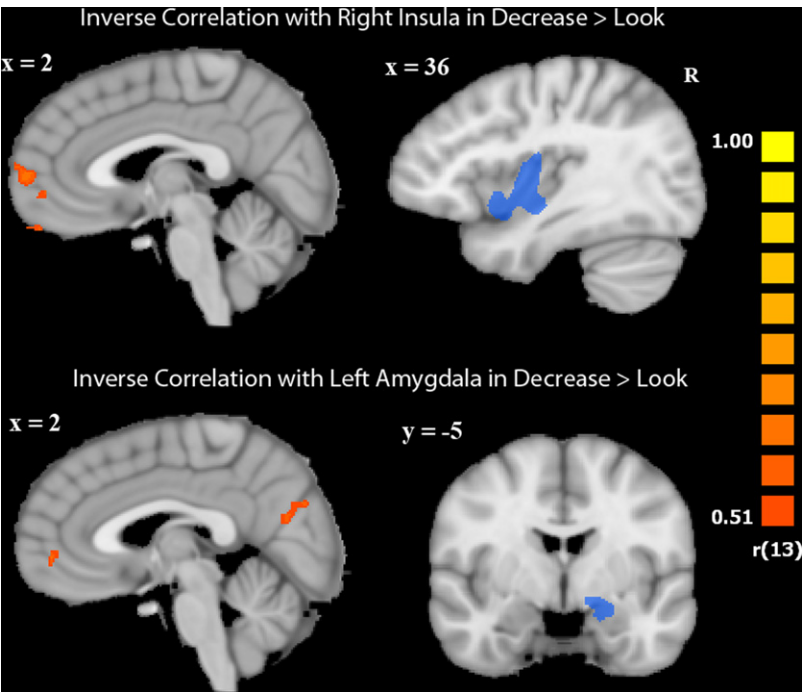 Inverse Correlation with Right Insula in Decrease > Look
x = 2
x = 36
R
1.00
Inverse Correlation with Left Amygdala in Decrease > Look
x = 2
y = -5
0.51
r(13)